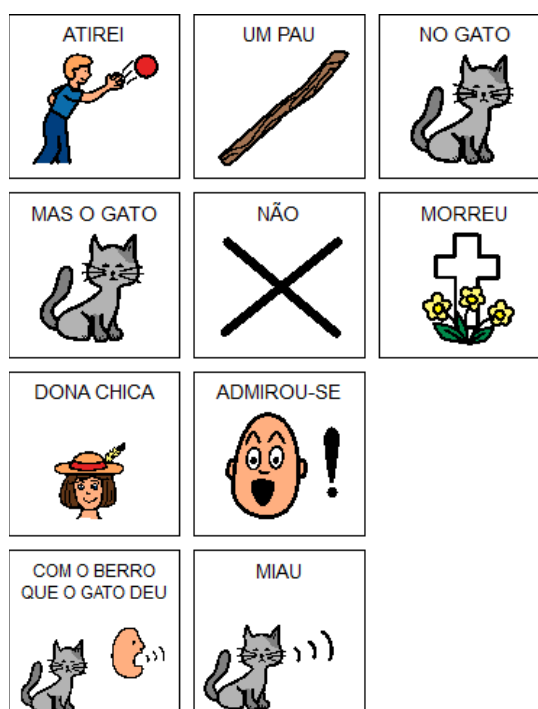 ATIREI
UM PAU
NO GATO
MAS O GATO
NÃO
MORREU
DONA CHICA
ADMIROU-SE
COM O BERRO
QUE O GATO DEU
MIAU